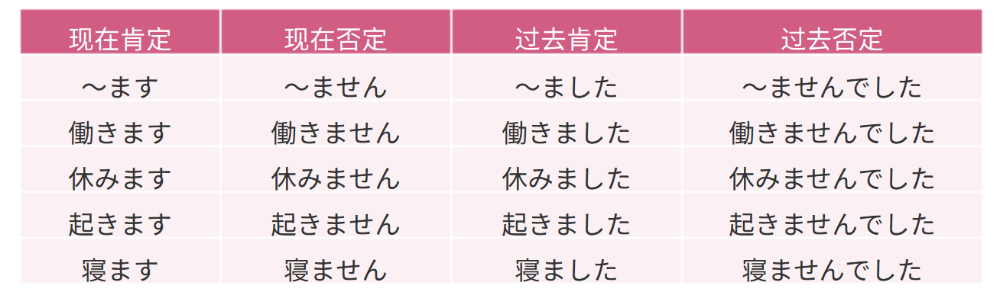 现在肯定 现在否定 过去肯定 过去否定
～ます ～ません ～ました ～ませんでした
働きます 働きません 働きました 働きませんでした
休みます 休みません 休みました 休みませんでした
起きます 起きません 起きました 起きませんでした
寝ます 寝ません 寝ました 寝ませんでした